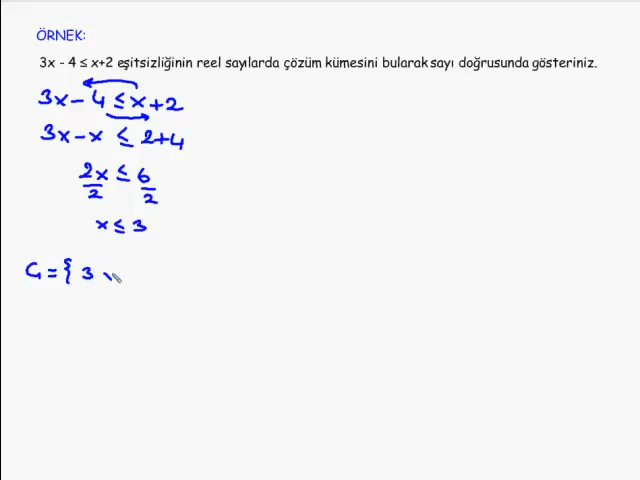 ÖRNEK:
3x - 4 ≤ x+2 eşitsizliğinin reel sayılarda çözüm kümesini bularak sayı doğrusunda gösteriniz.
3x - 4 ≤ x + 2
3x - x ≤ 2+4
2x/2 ≤ 6/2
x ≤ 3
Ç = { 3